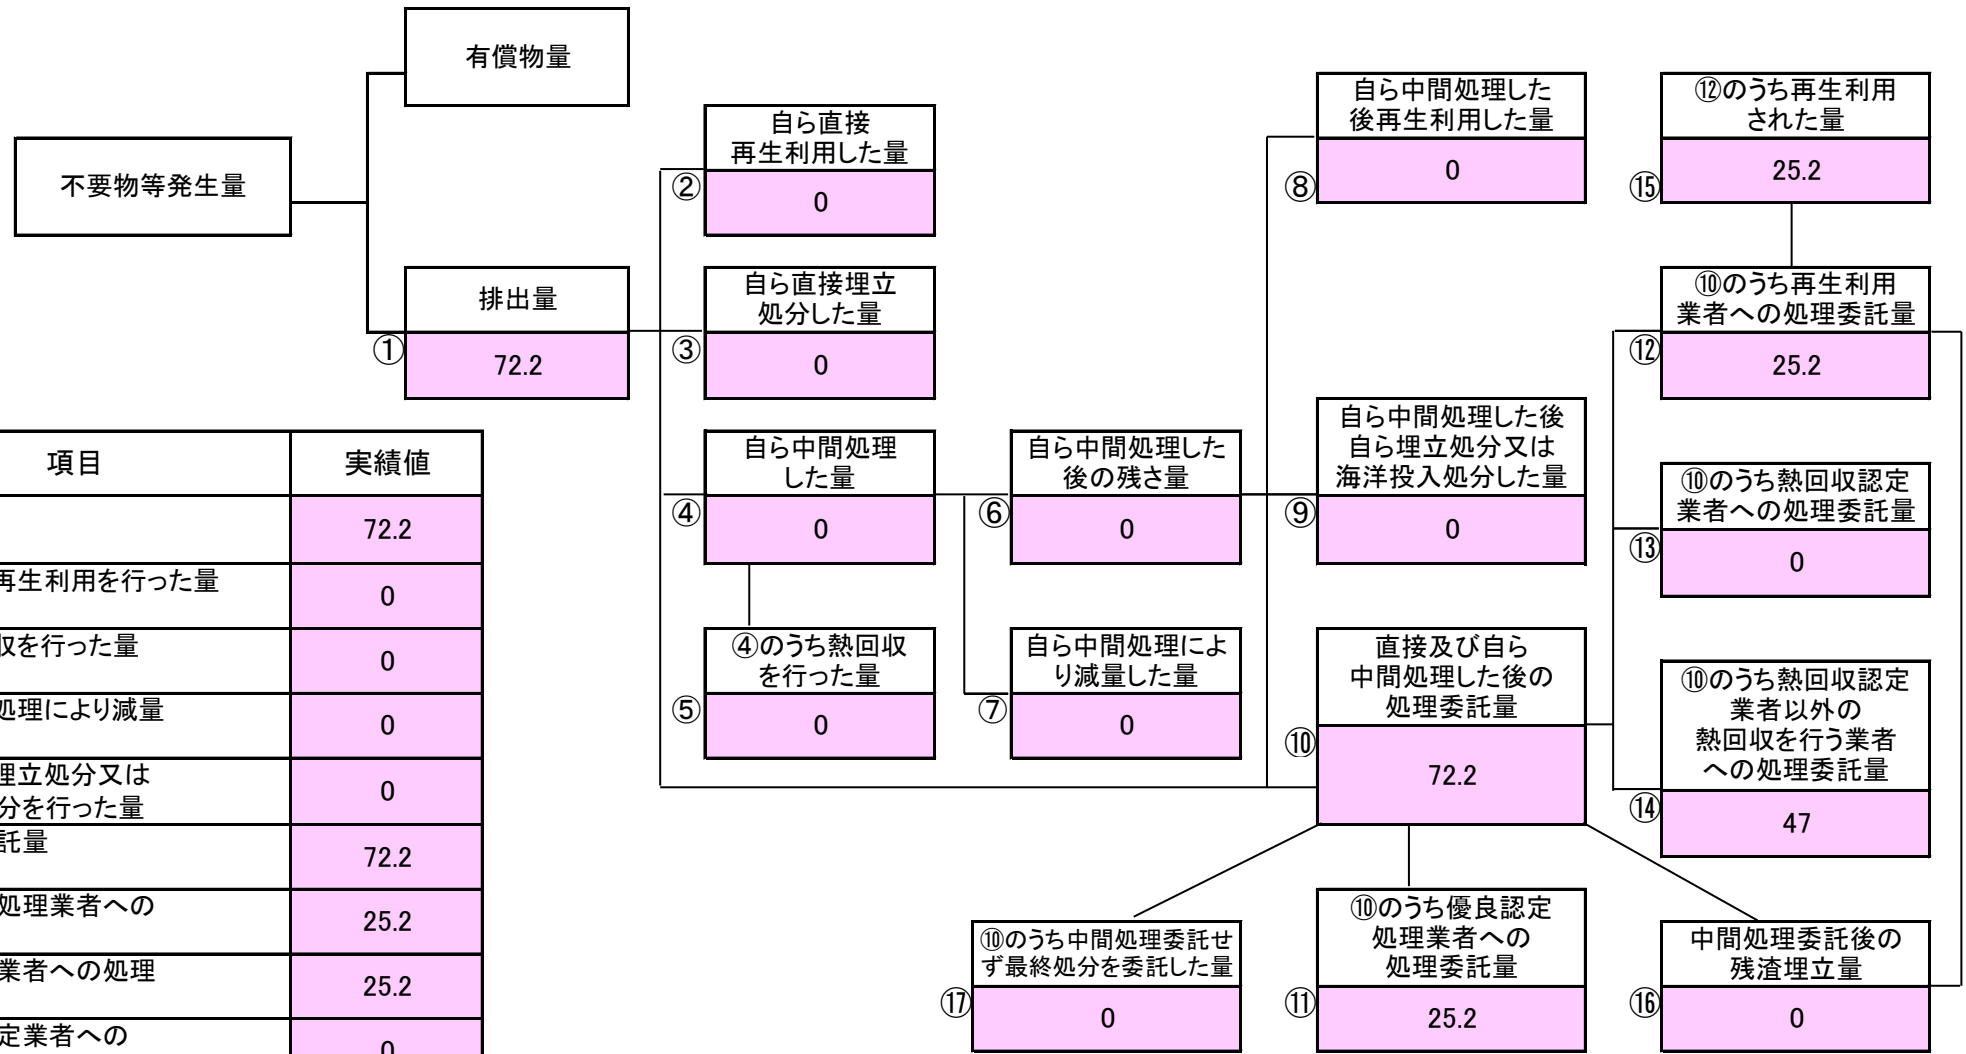 有償物量
不要物等発生量
排出量
①
72.2
自ら直接
再生利用した量
②
0
自ら直接埋立
処分した量
③
0
自ら中間処理
した量
④
0
④のうち熱回収
を行った量
⑤
0
自ら中間処理した
後の残さ量
⑥
0
自ら中間処理によ
り減量した量
⑦
0
自ら中間処理した
後再生利用した量
⑧
0
自ら中間処理した後
自ら埋立処分又は
海洋投入処分した量
⑨
0
直接及び自ら
中間処理した後の
処理委託量
⑩
72.2
⑫のうち再生利用
された量
⑮
25.2
⑩のうち再生利用
業者への処理委託量
⑫
25.2
⑩のうち熱回収認定
業者への処理委託量
⑬
0
⑩のうち熱回収認定
業者以外の
熱回収を行う業者
への処理委託量
⑭
47
⑩のうち中間処理委託せ
ず最終処分を委託した量
⑰
0
⑩のうち優良認定
処理業者への
処理委託量
⑪
25.2
中間処理委託後の
残渣埋立量
⑯
0
項目 実績値
72.2
再生利用を行った量
0
収を行った量
0
処理により減量
0
埋立処分又は
分を行った量
0
託量
72.2
処理業者への
25.2
業者への処理
25.2
定業者への
0